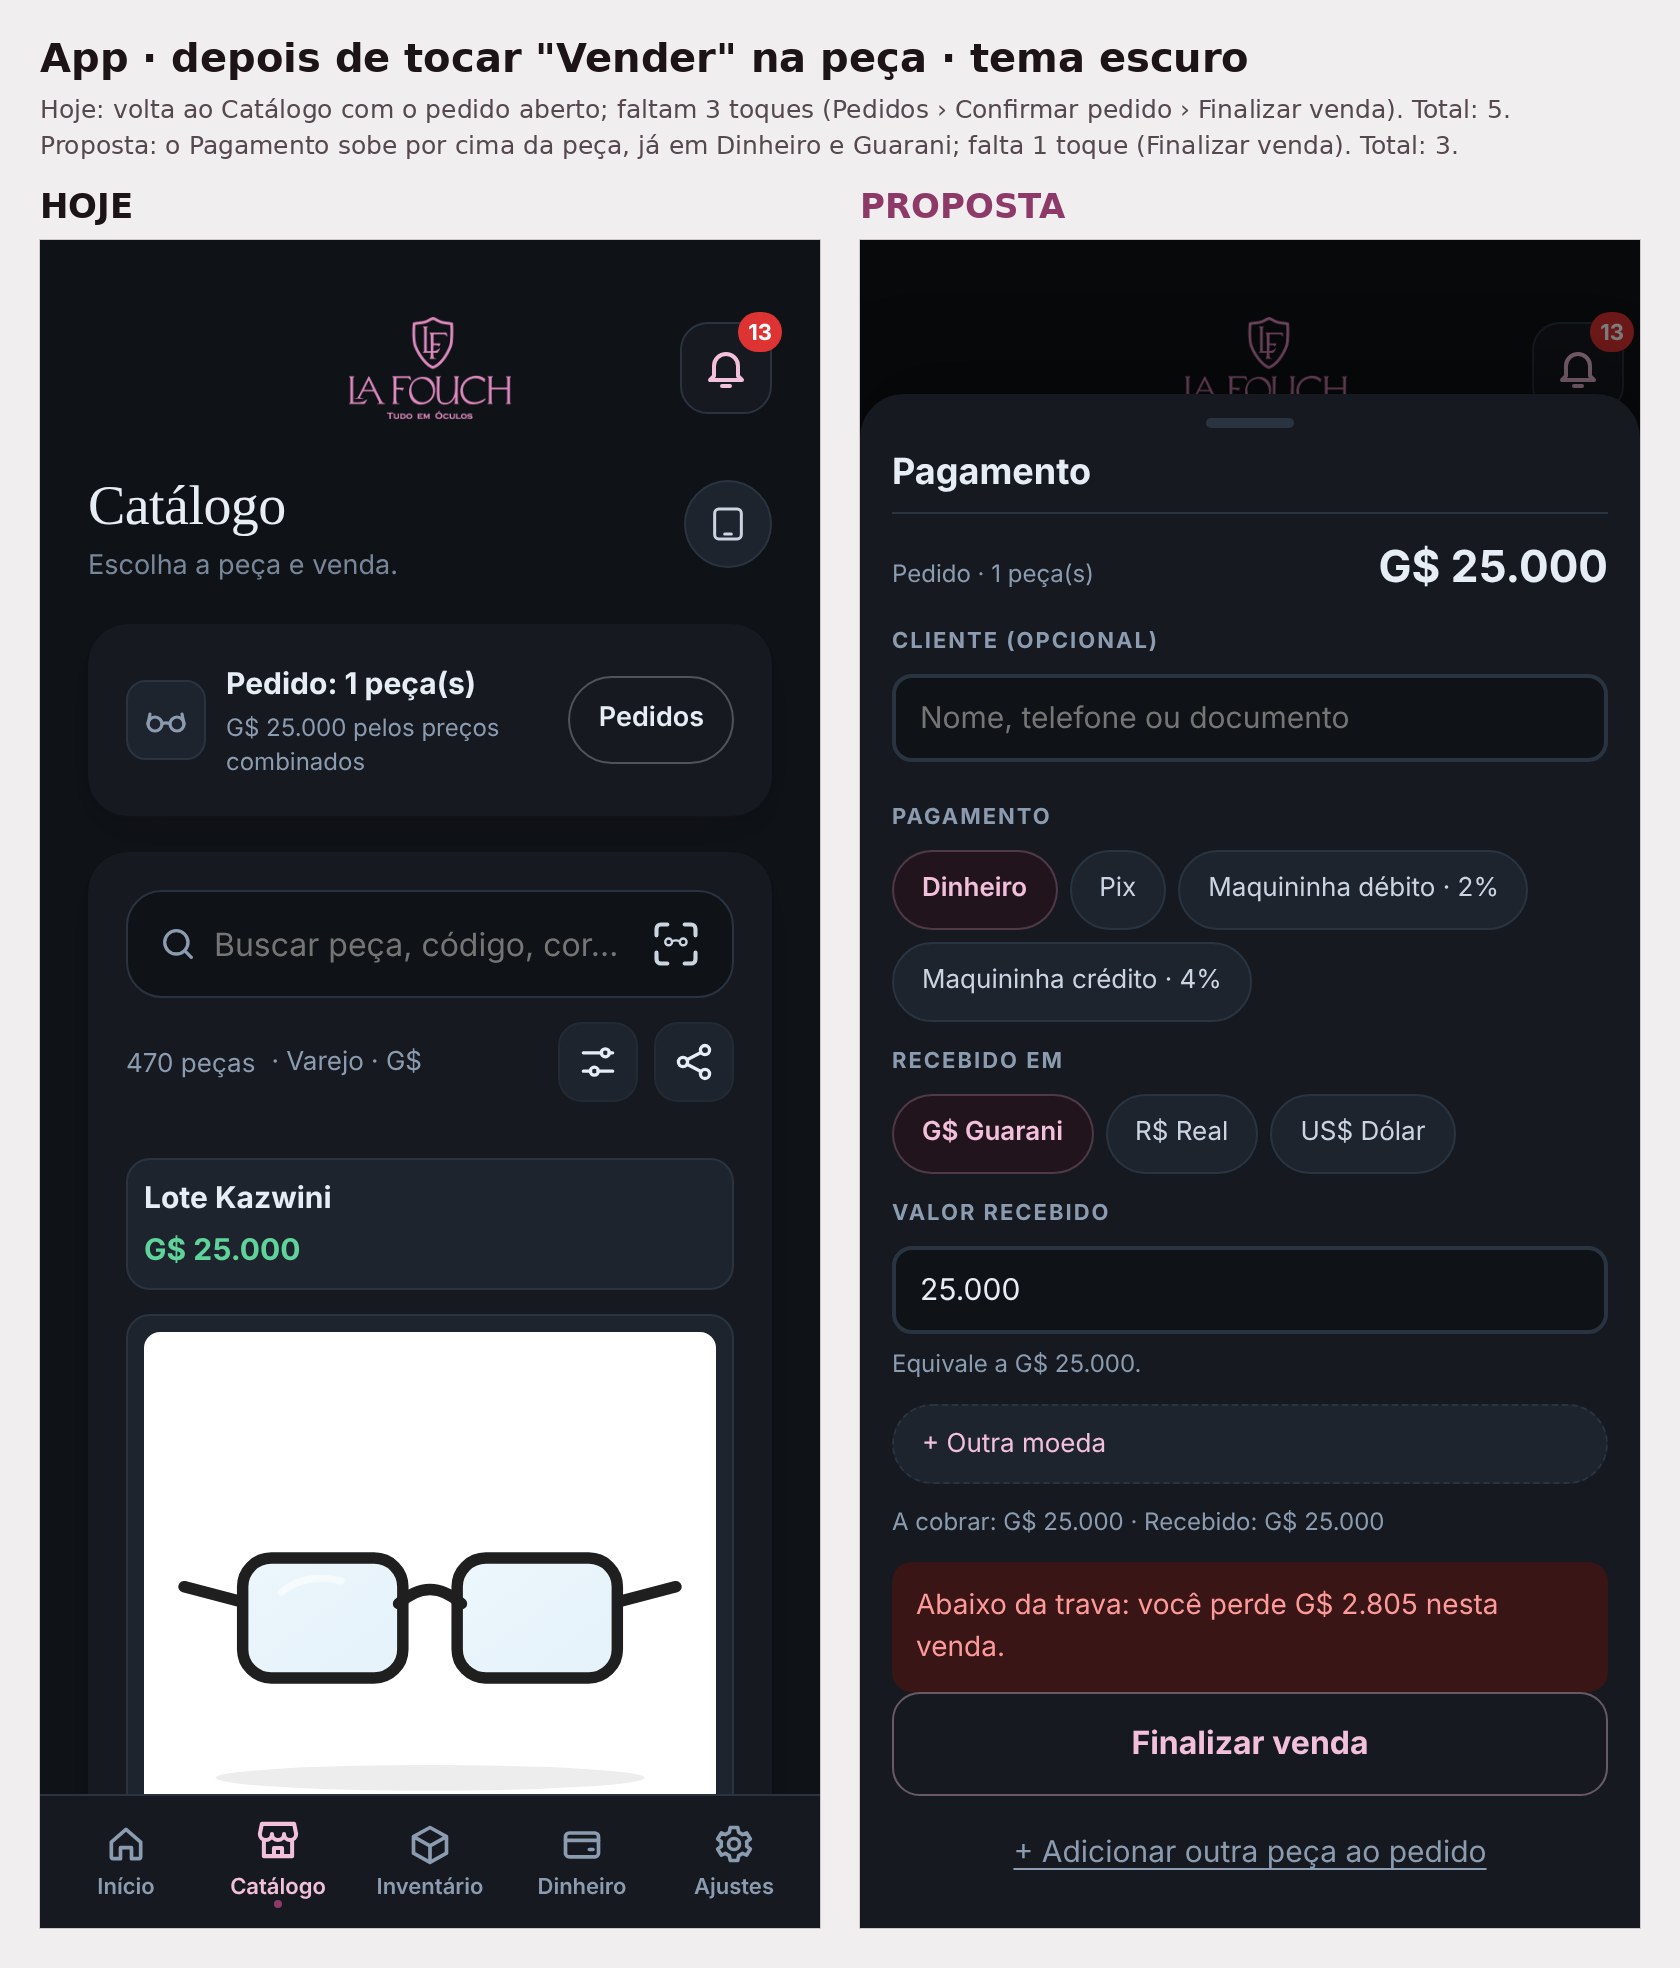 App · depois de tocar "Vender" na peça · tema escuro
Hoje: volta ao Catálogo com o pedido aberto; faltam 3 toques (Pedidos › Confirmar pedido › Finalizar venda). Total: 5.
Proposta: o Pagamento sobe por cima da peça, já em Dinheiro e Guarani; falta 1 toque (Finalizar venda). Total: 3.
HOJE
LF
LA FOUCH
TUDO EM ÓCULOS
13
Catálogo
Escolha a peça e venda.
Pedido: 1 peça(s)
G$ 25.000 pelos preços
combinados
Pedidos
Buscar peça, código, cor...
470 peças · Varejo · G$
Lote Kazwini
G$ 25.000
Início
Catálogo
Inventário
Dinheiro
Ajustes
PROPOSTA
LF
LA FOUCH
13
Pagamento
Pedido · 1 peça(s)
G$ 25.000
CLIENTE (OPCIONAL)
Nome, telefone ou documento
PAGAMENTO
Dinheiro
Pix
Maquininha débito · 2%
Maquininha crédito · 4%
RECEBIDO EM
G$ Guarani
R$ Real
US$ Dólar
VALOR RECEBIDO
25.000
Equivale a G$ 25.000.
+ Outra moeda
A cobrar: G$ 25.000 · Recebido: G$ 25.000
Abaixo da trava: você perde G$ 2.805 nesta
venda.
Finalizar venda
+ Adicionar outra peça ao pedido